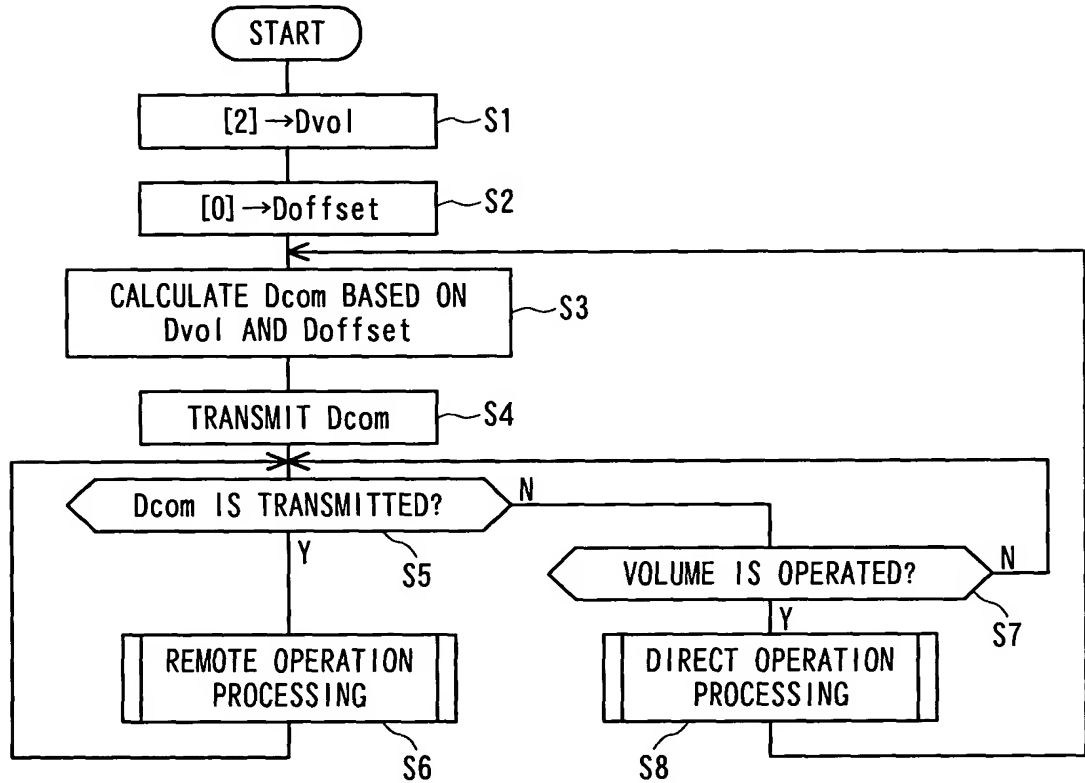 START
[2]→Dvol
S1
[0]→Doffset
S2
CALCULATE Dcom BASED ON
Dvol AND Doffset
S3
TRANSMIT Dcom
S4
Dcom IS TRANSMITTED?
N
Y
S5
VOLUME IS OPERATED?
N
Y
S7
REMOTE OPERATION
PROCESSING
S6
DIRECT OPERATION
PROCESSING
S8